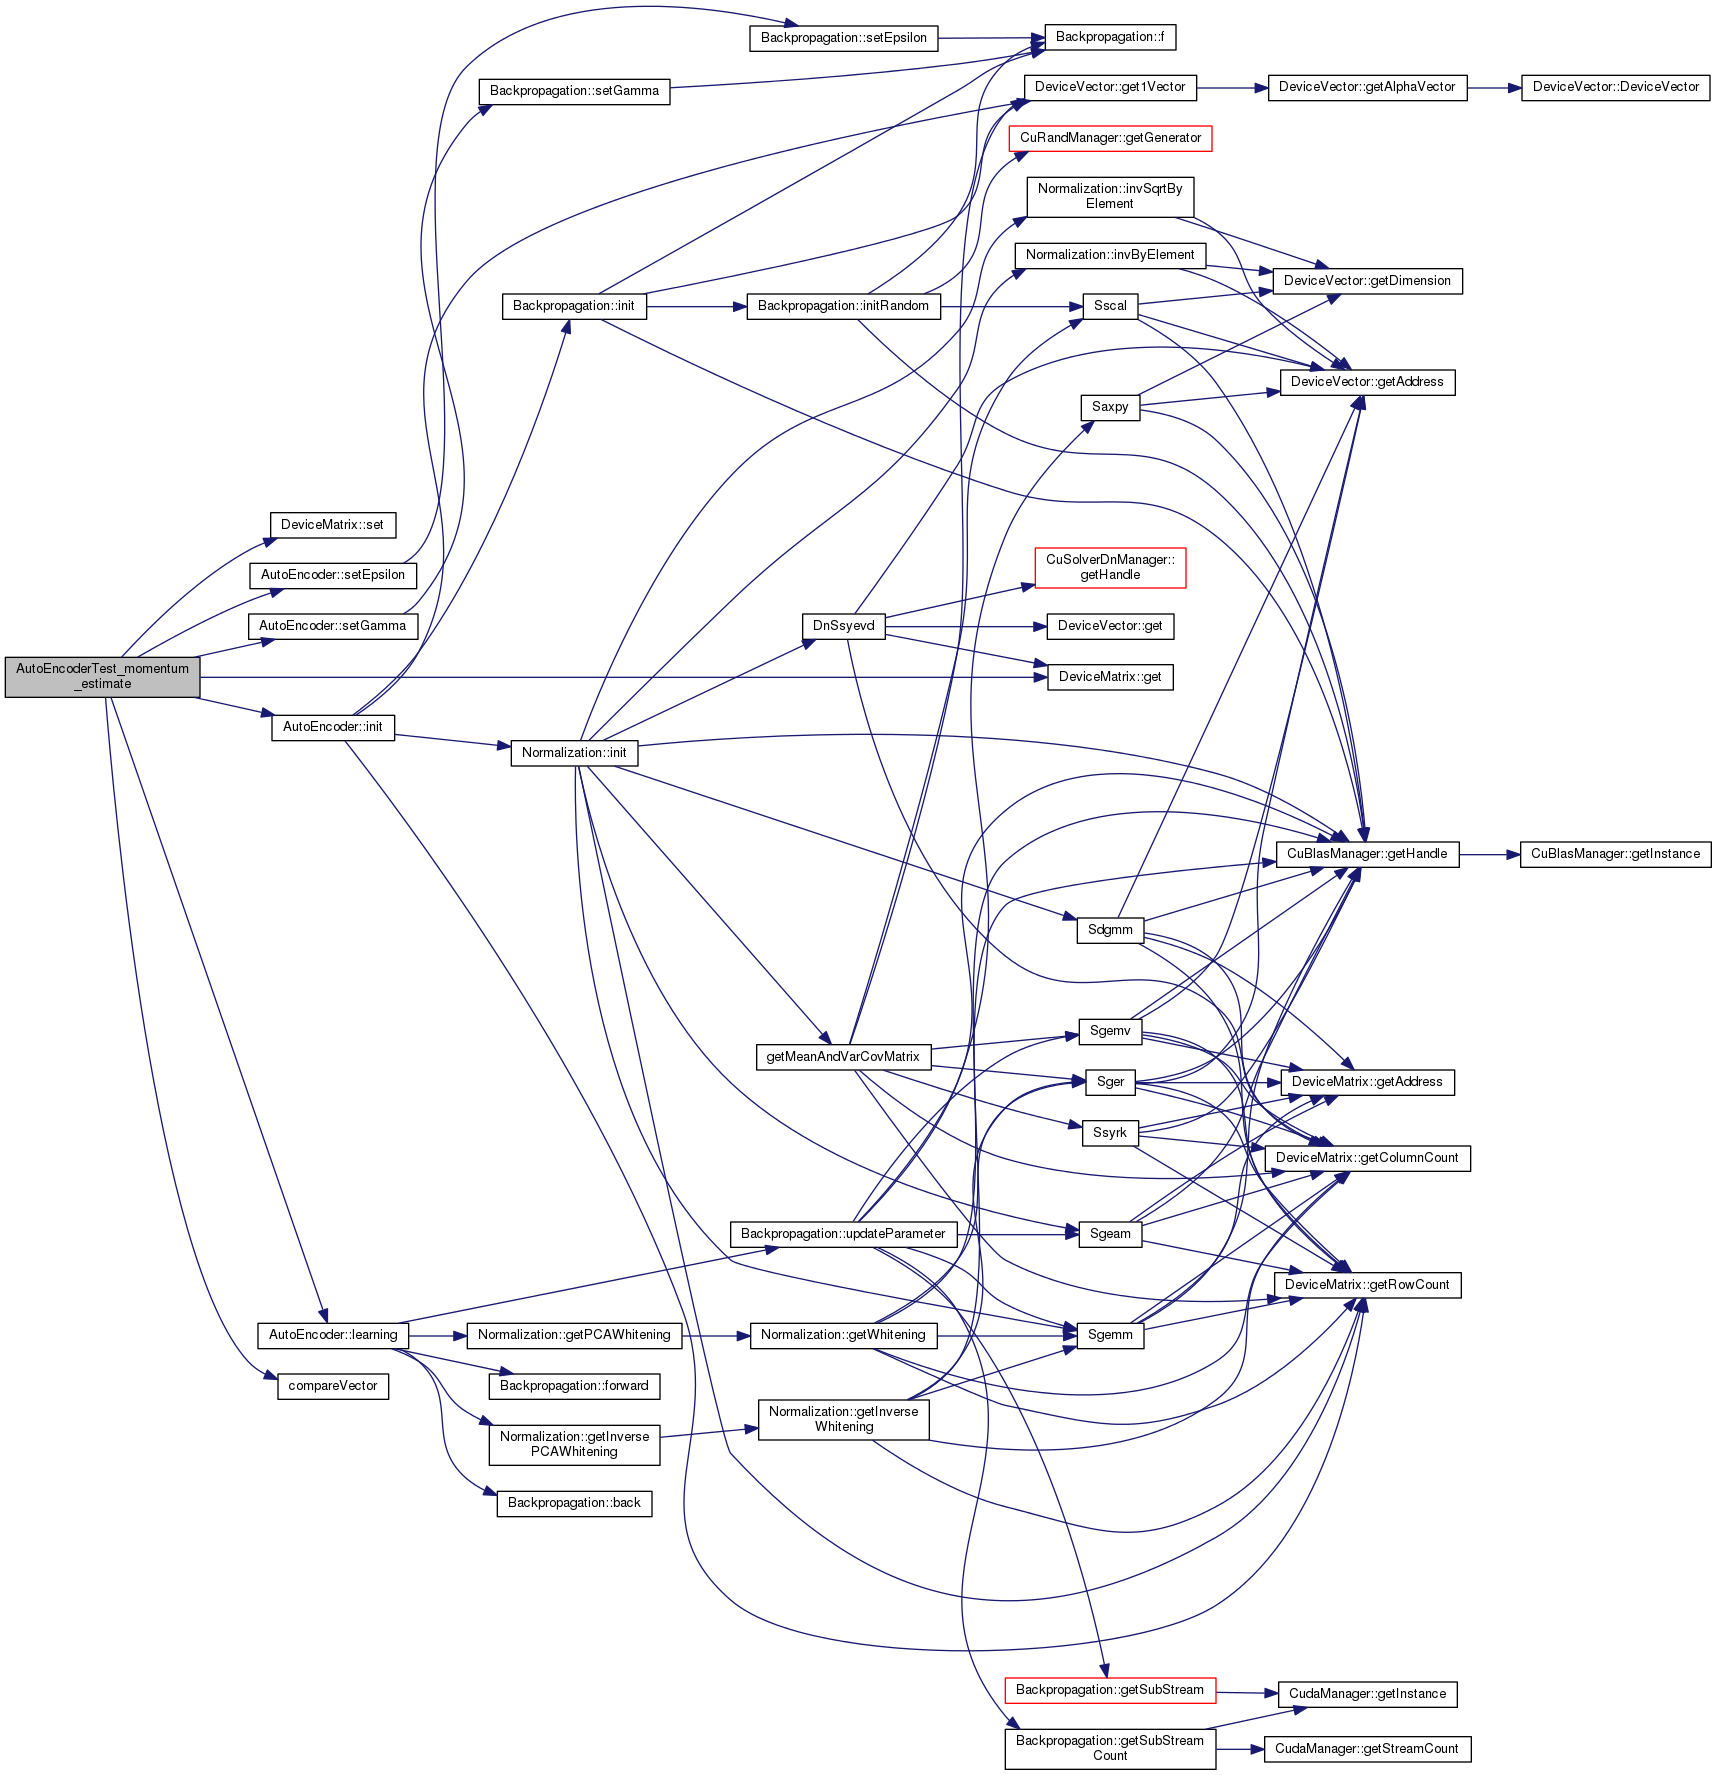 Backpropagation::setEpsilon
Backpropagation::f
Backpropagation::setGamma
DeviceVector::get1Vector
DeviceVector::getAlphaVector
DeviceVector::DeviceVector
CuRandManager::getGenerator
Normalization::invSqrtBy
Element
Normalization::invByElement
DeviceVector::getDimension
Backpropagation::init
Backpropagation::initRandom
Sscal
DeviceVector::getAddress
Saxpy
DeviceMatrix::set
AutoEncoder::setEpsilon
CuSolverDnManager::
getHandle
AutoEncoder::setGamma
DnSsyevd
DeviceVector::get
AutoEncoderTest_momentum
_estimate
DeviceMatrix::get
AutoEncoder::init
Normalization::init
CuBlasManager::getHandle
CuBlasManager::getInstance
Sdgmm
Sgemv
getMeanAndVarCovMatrix
Sger
DeviceMatrix::getAddress
Ssyrk
DeviceMatrix::getColumnCount
Backpropagation::updateParameter
Sgeam
DeviceMatrix::getRowCount
AutoEncoder::learning
Normalization::getPCAWhitening
Normalization::getWhitening
Sgemm
compareVector
Backpropagation::forward
Normalization::getInverse
Whitening
Normalization::getInverse
PCAWhitening
Backpropagation::back
Backpropagation::getSubStream
CudaManager::getInstance
Backpropagation::getSubStream
Count
CudaManager::getStreamCount